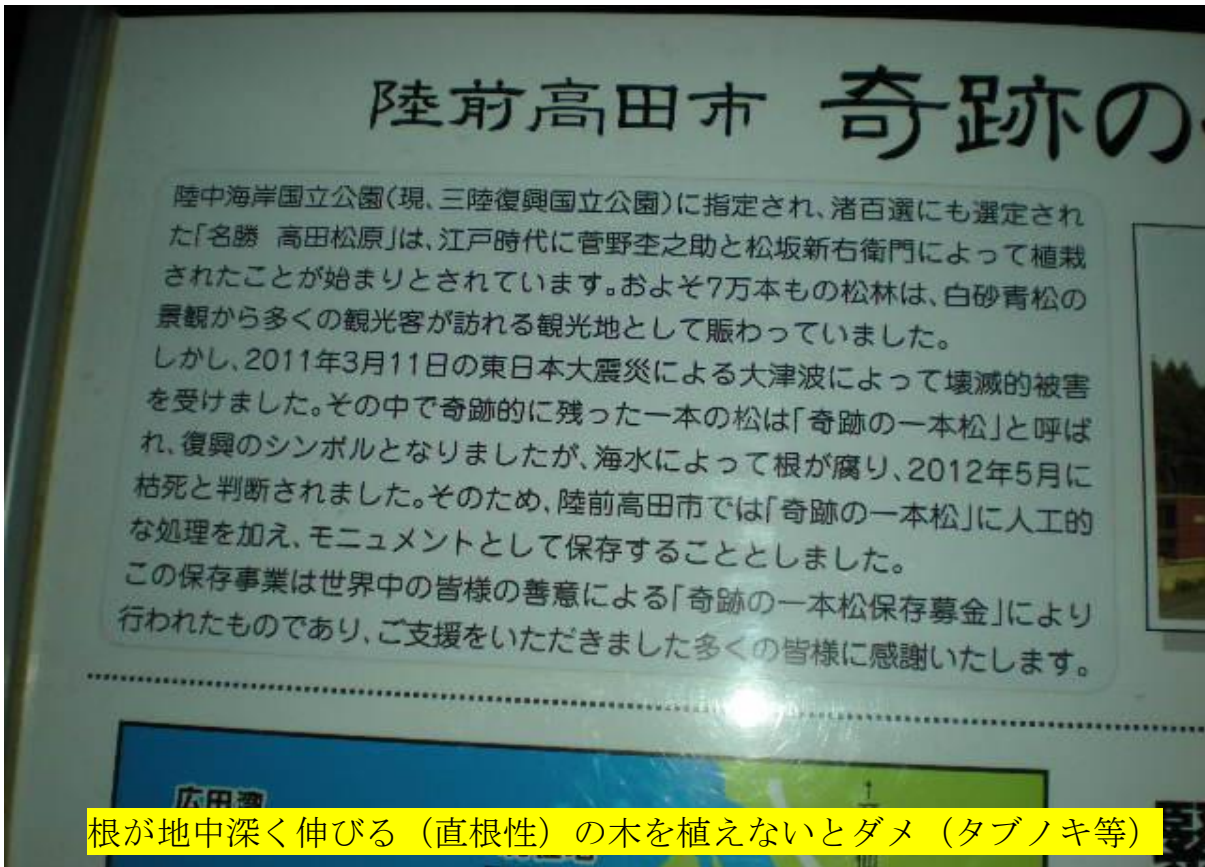 陸前高田市 奇跡の
陸中海岸国立公園(現、三陸復興国立公園)に指定され、渚百選にも選定され
た「名勝 高田松原」は、江戸時代に菅野杢之助と松坂新右衛門によって植栽
されたことが始まりとされています。およそ7万本もの松林は、白砂青松の
景観から多くの観光客が訪れる観光地として賑わっていました。
しかし、2011年3月11日の東日本大震災による大津波によって壊滅的被害
を受けました。その中で奇跡的に残った一本の松は「奇跡の一本松」と呼ば
れ、復興のシンボルとなりましたが、海水によって根が腐り、2012年5月に
枯死と判断されました。そのため、陸前高田市では「奇跡の一本松」に人工的
な処理を加え、モニュメントとして保存することとしました。
この保存事業は世界中の皆様の善意による「奇跡の一本松保存募金」により
行われたものであり、ご支援をいただきました多くの皆様に感謝いたします。
広田湾
根が地中深く伸びる（直根性）の木を植えないとダメ（タブノキ等）